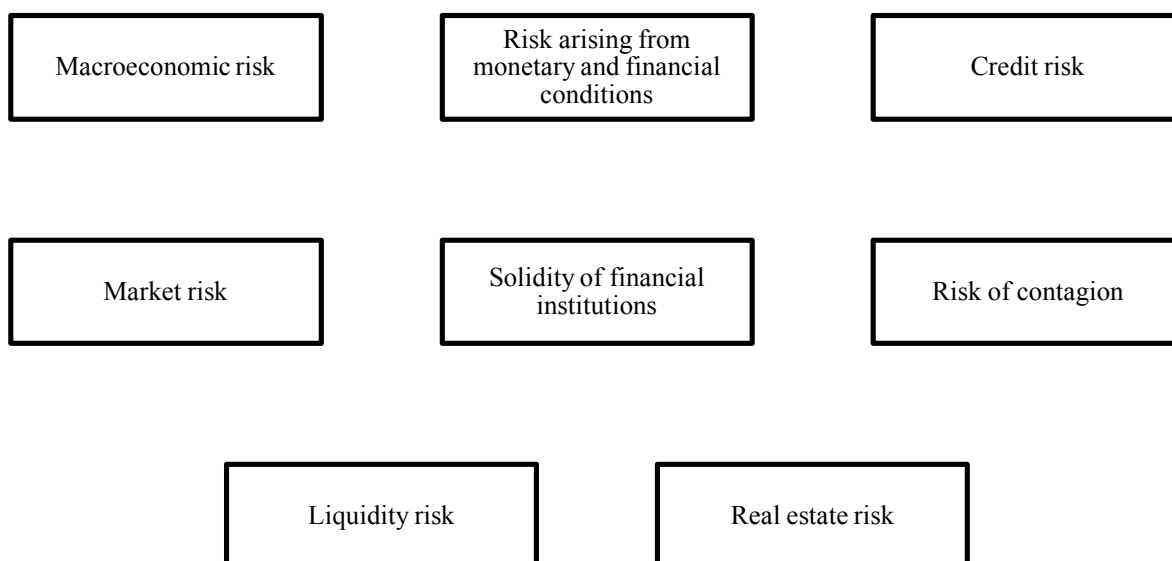 Macroeconomic risk
Risk arising from
monetary and financial
conditions
Credit risk
Market risk
Solidity of financial
institutions
Risk of contagion
Liquidity risk
Real estate risk